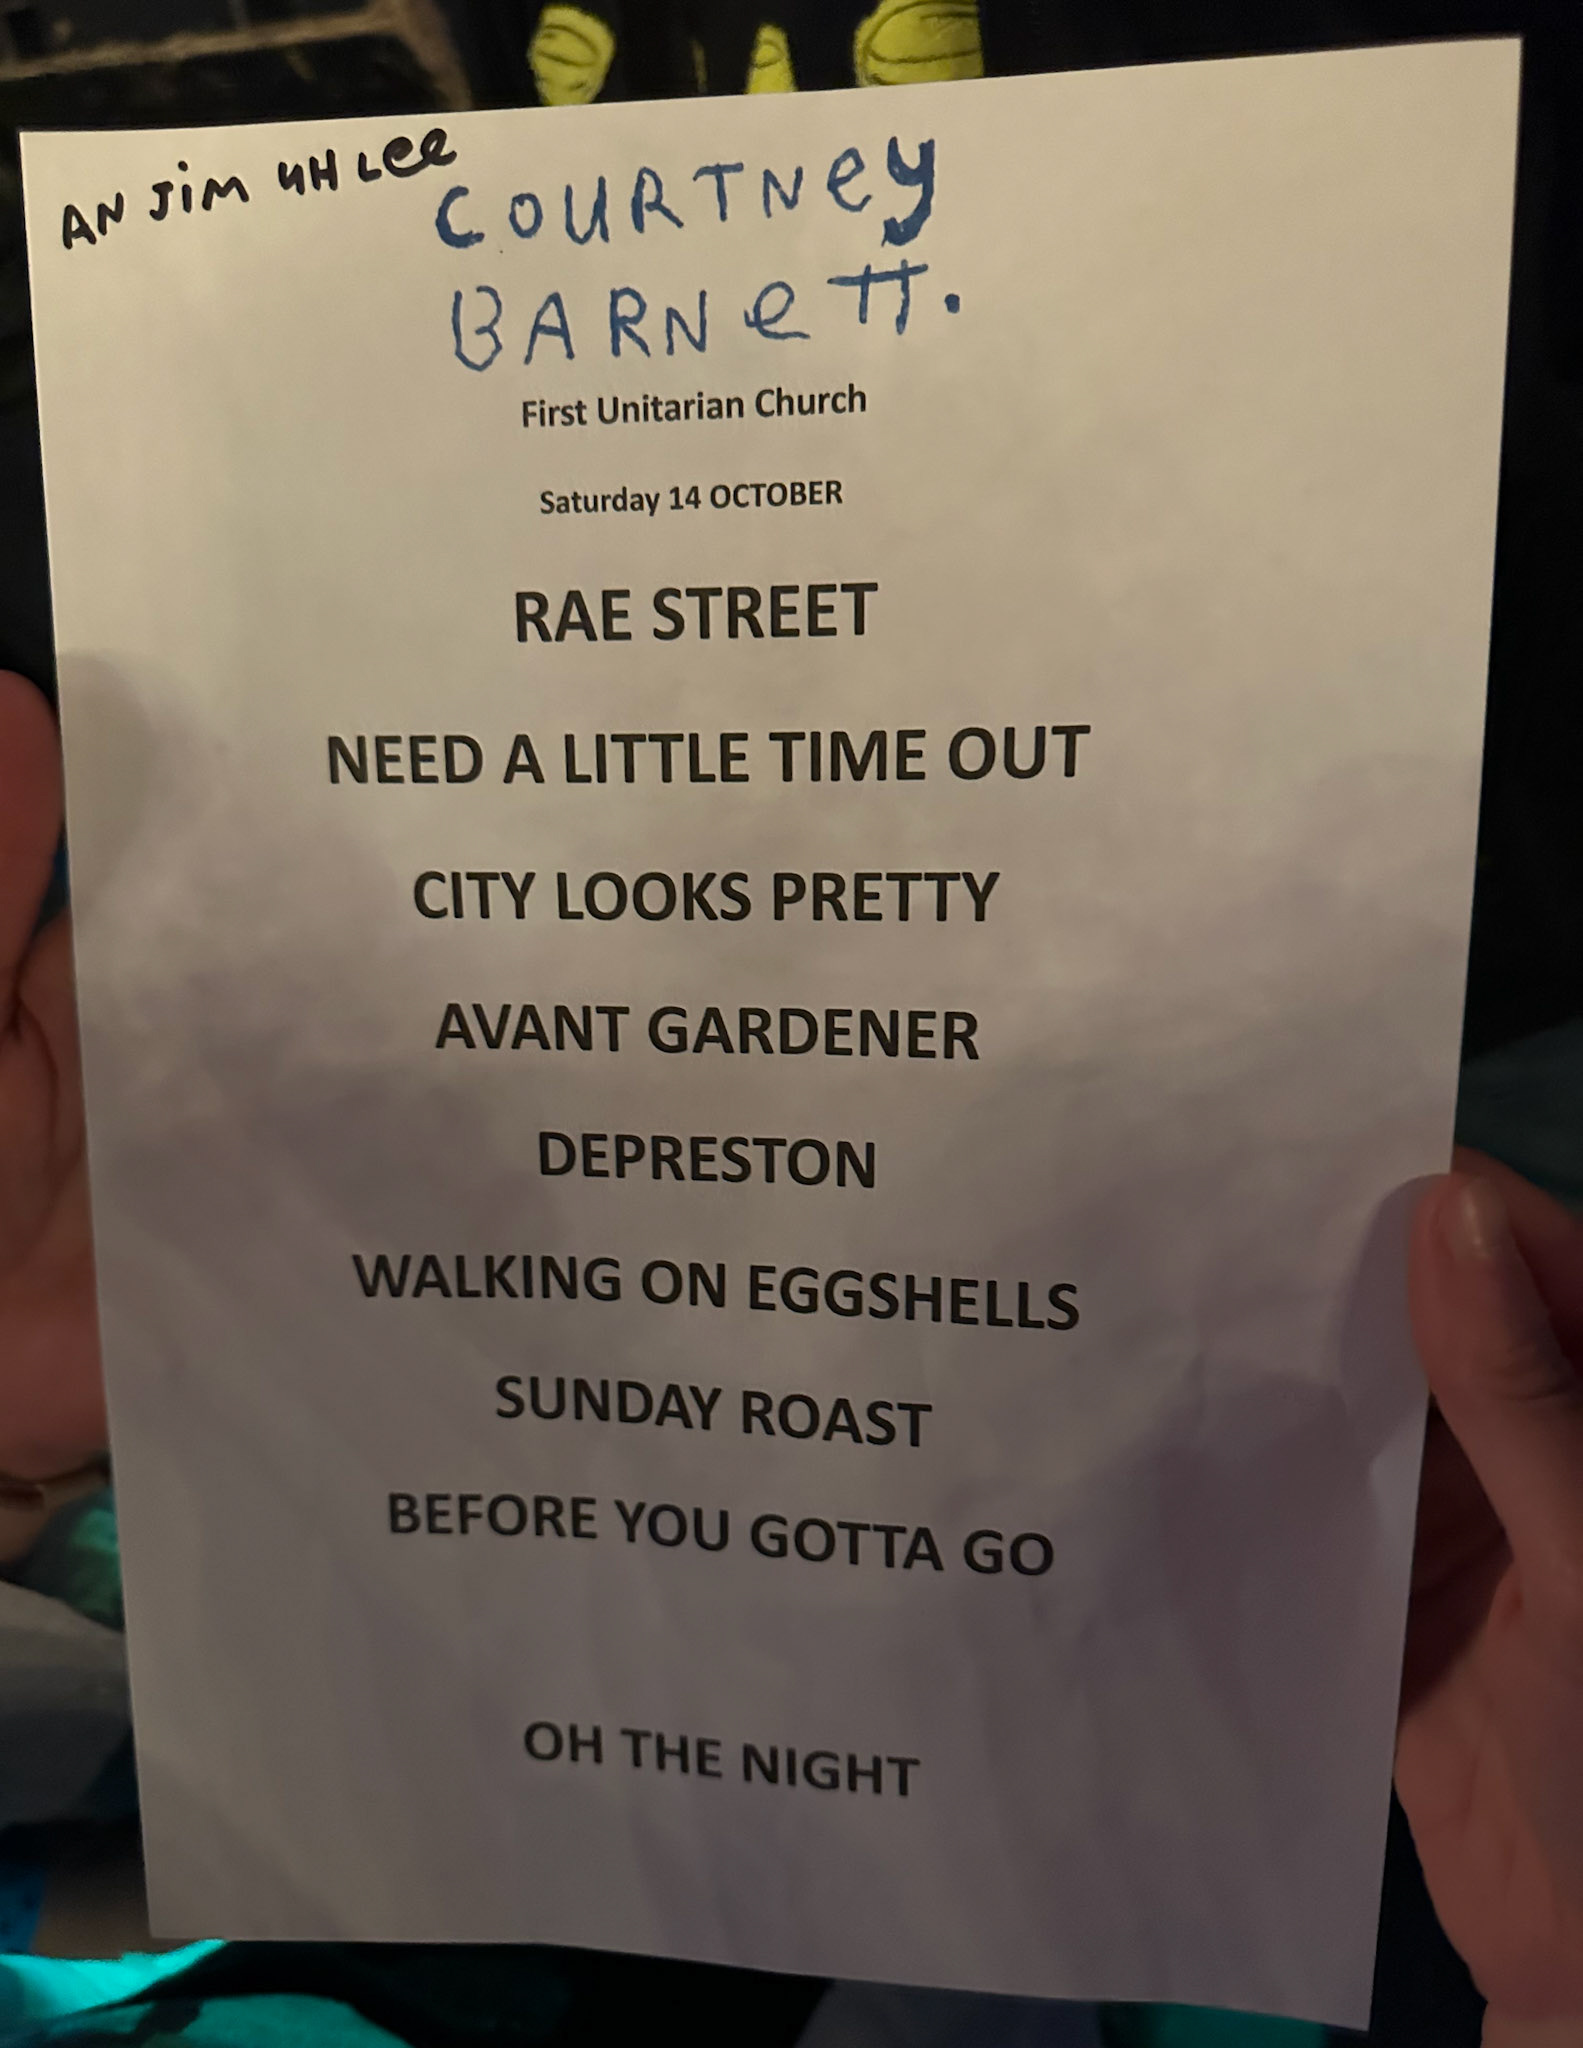 AN JiM UH Lee
COURTNey
BARNeTT.
First Unitarian Church
Saturday 14 OCTOBER
RAE STREET
NEED A LITTLE TIME OUT
CITY LOOKS PRETTY
AVANT GARDENER
DEPRESTON
WALKING ON EGGSHELLS
SUNDAY ROAST
BEFORE YOU GOTTA GO
OH THE NIGHT